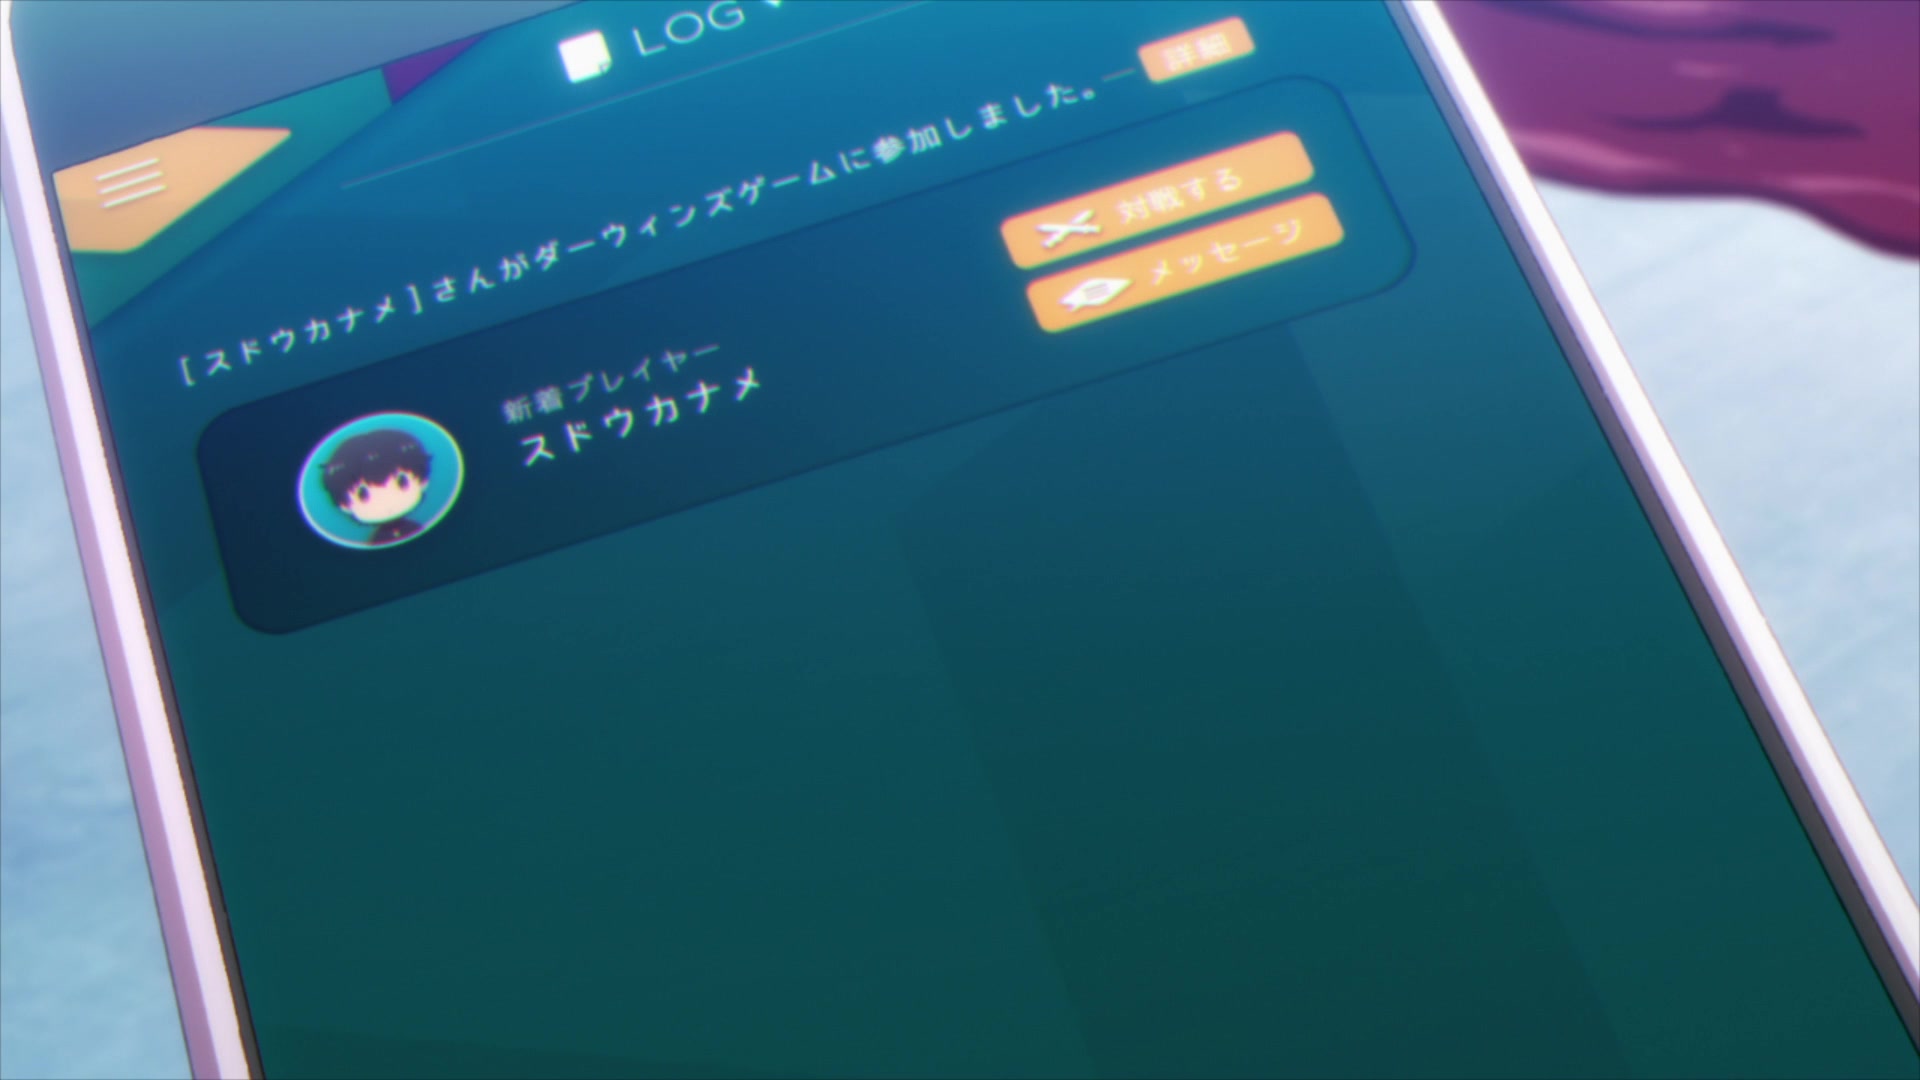 LOG
詳細
[スドウカナメ]さんがダーウィンズゲームに参加しました。
対戦する
メッセージ
新着プレイヤー
スドウカナメ